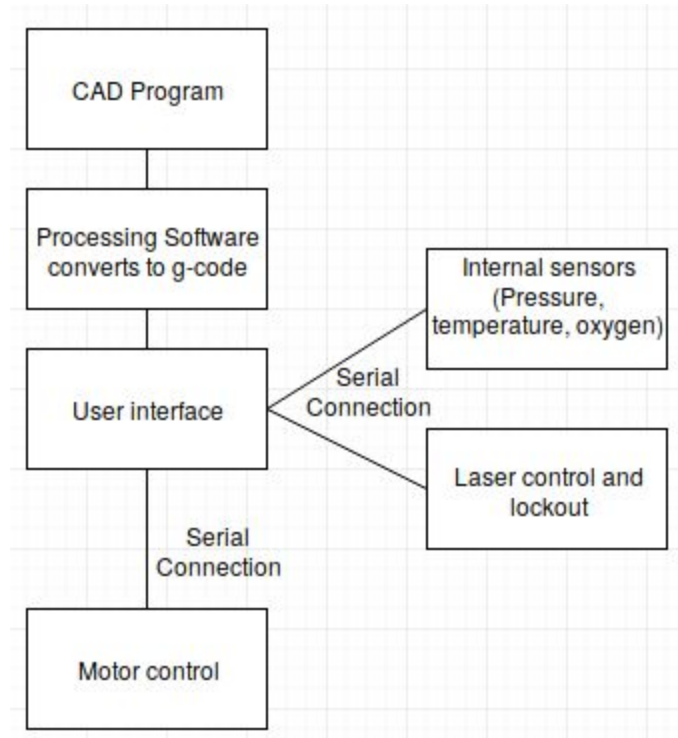 CAD Program
Processing Software
converts to g-code
User interface
Internal sensors
(Pressure,
temperature, oxygen)
Serial
Connection
Laser control and
lockout
Serial
Connection
Motor control